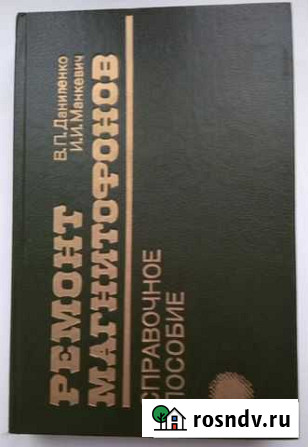 В.П.Даниленко
И.И.Манкевич
РЕМОНТ
МАГНИТОФОНОВ
СПРАВОЧНОЕ
ПОСОБИЕ
rosndv.ru